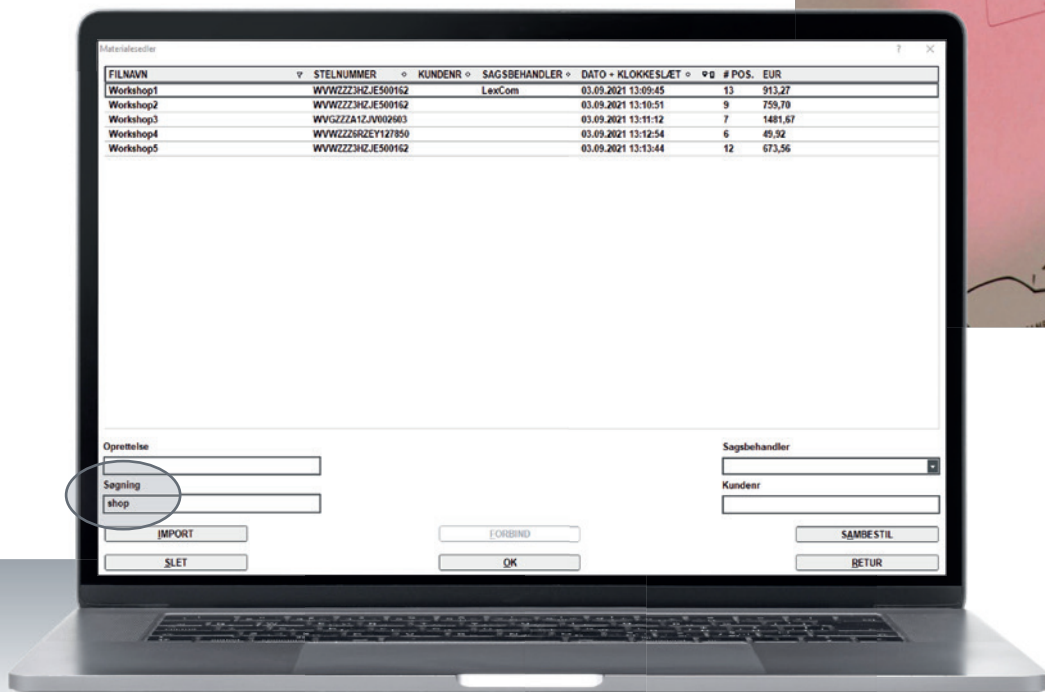 Materialesedler ? ×
FILNAVN STELNUMMER KUNDENR SAGSBEHANDLER DATO + KLOKKESLÆT # POS. EUR
Workshop1 WVWZZZ3HZJE500162 LexCom 03.09.2021 13:09:45 13 913,27
Workshop2 WVWZZZ3HZJE500162 03.09.2021 13:10:51 9 759,70
Workshop3 WVGZZZA1ZJV002603 03.09.2021 13:11:12 7 1481,67
Workshop4 WVWZZZ6RZEY127850 03.09.2021 13:12:54 6 49,92
Workshop5 WVWZZZ3HZJE500162 03.09.2021 13:13:44 12 673,56
Oprettelse Sagsbehandler
Søgning Kundenr
shop
IMPORT FORBIND SAMBESTIL
SLET OK RETUR